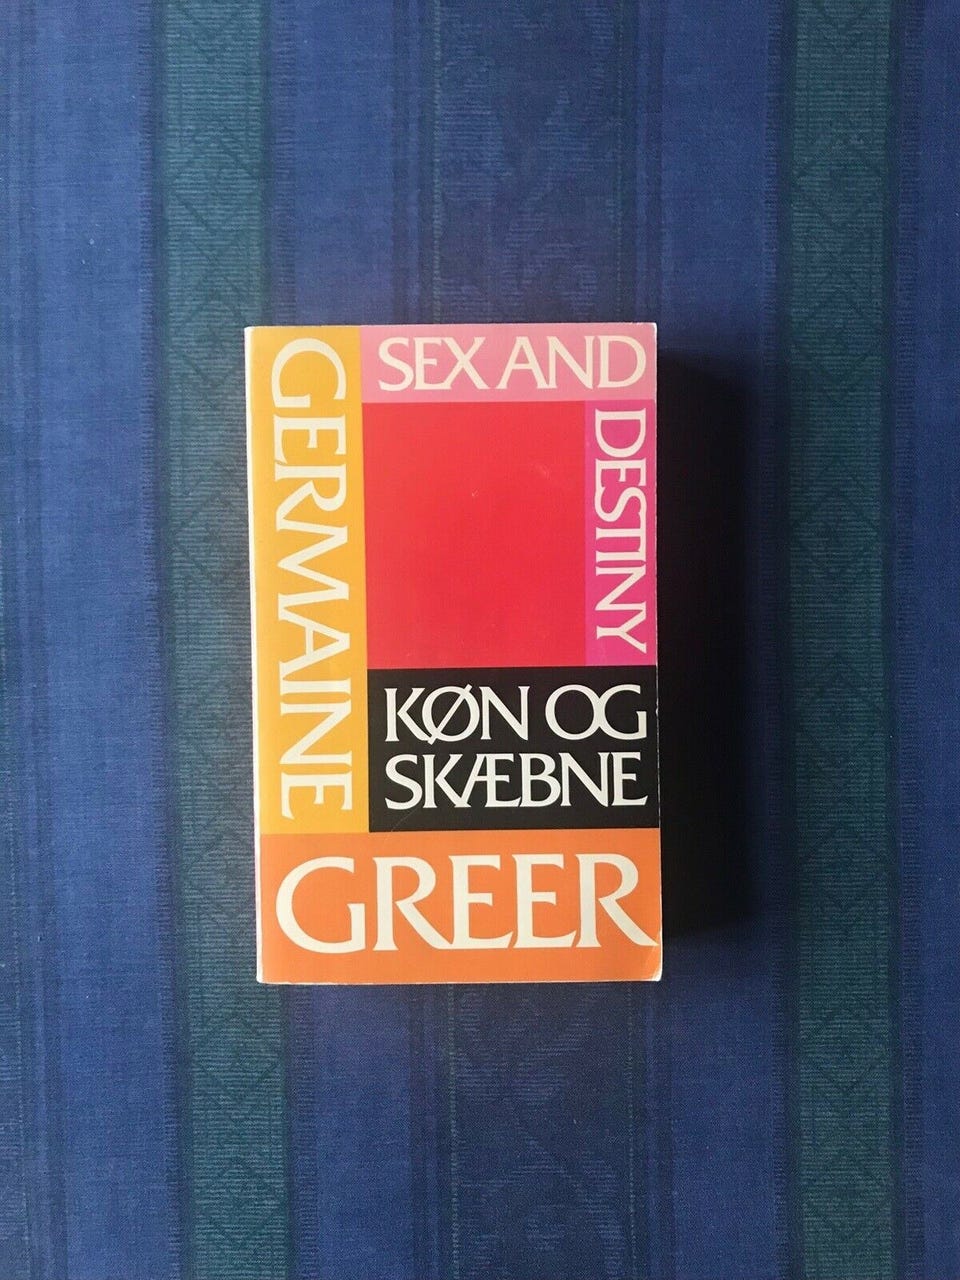 GERMAINE
SEX AND
DESTINY
KØN OG
SKÆBNE
GREER